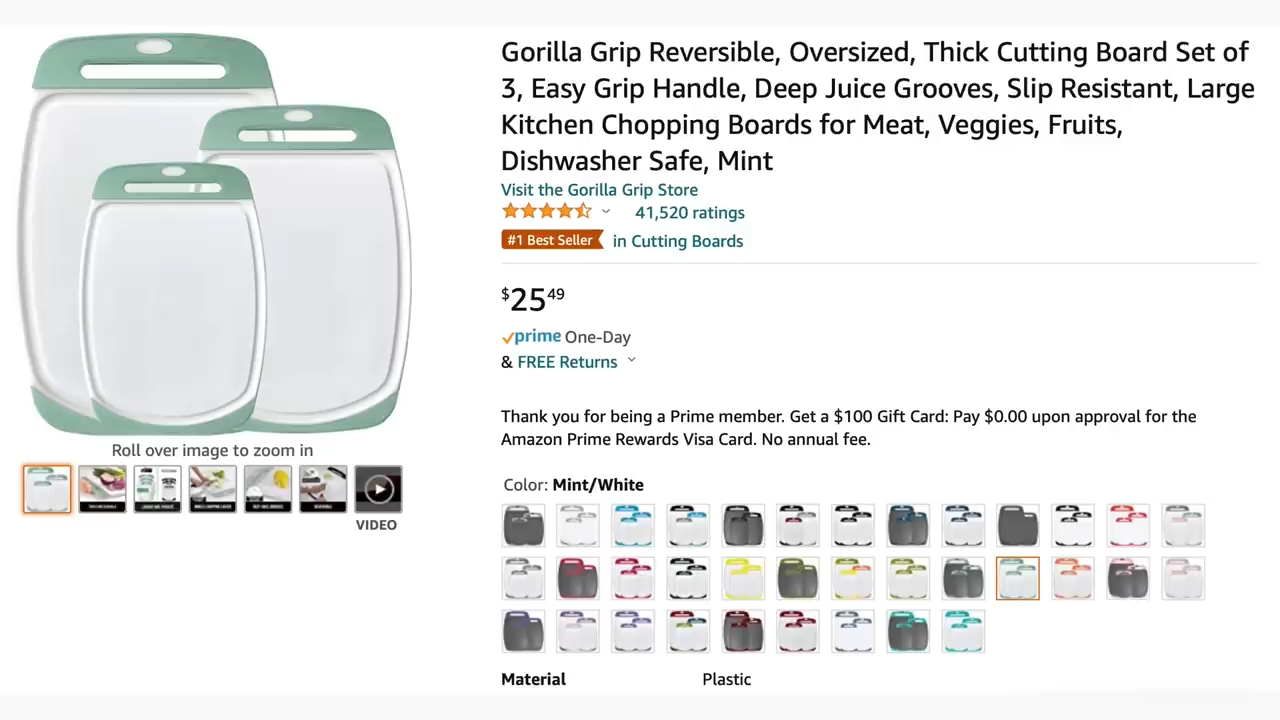 Gorilla Grip Reversible, Oversized, Thick Cutting Board Set of
3, Easy Grip Handle, Deep Juice Grooves, Slip Resistant, Large
Kitchen Chopping Boards for Meat, Veggies, Fruits,
Dishwasher Safe, Mint
Visit the Gorilla Grip Store
41,520 ratings
#1 Best Seller in Cutting Boards
$25.49
prime One-Day
& FREE Returns
Thank you for being a Prime member. Get a $100 Gift Card: Pay $0.00 upon approval for the
Amazon Prime Rewards Visa Card. No annual fee.
Color: Mint/White
Material Plastic
Roll over image to zoom in
VIDEO